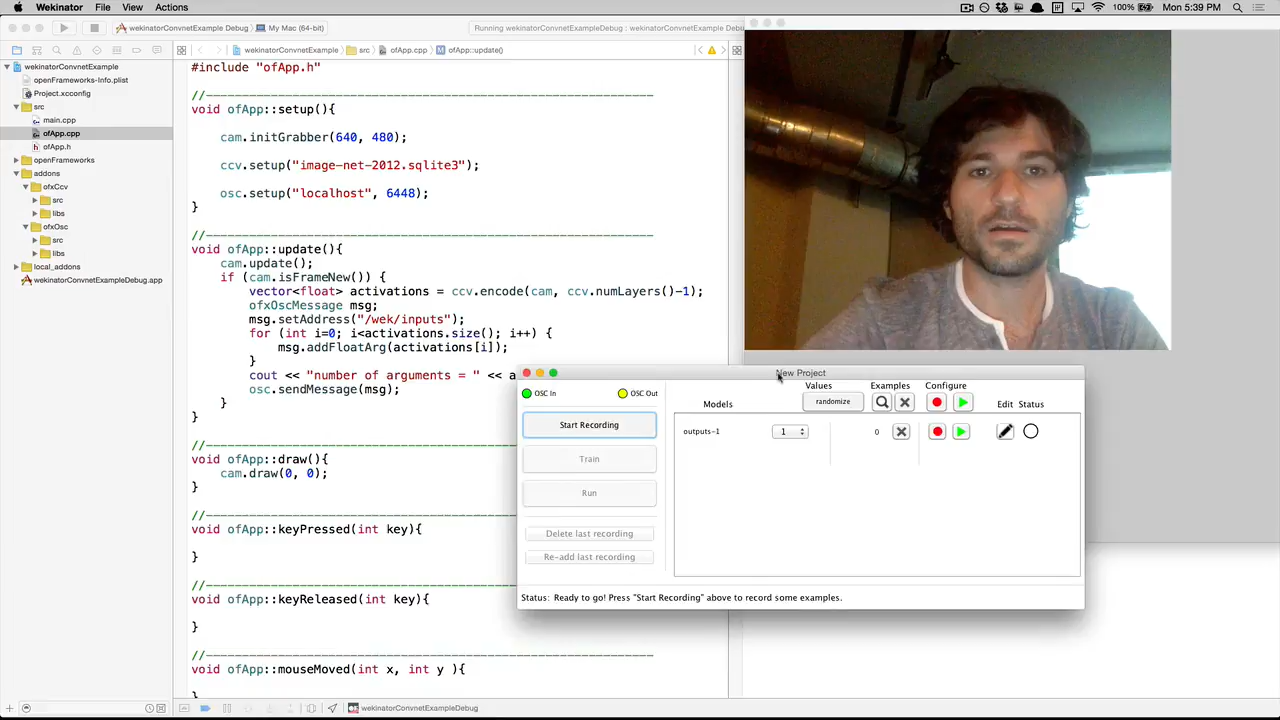 Wekinator File View Actions 100% Mon 5:39 PM
wekinatorConvnetExample Debug My Mac (64-bit) Running wekinatorConvnetExampleDebug : wekinatorConvnetExampleDebug
wekinatorConvnetExample src ofApp.cpp ofApp::update()
wekinatorConvnetExample
openFrameworks-Info.plist
Project.xcconfig
src
main.cpp
ofApp.cpp
ofApp.h
openFrameworks
addons
ofxCcv
src
libs
ofxOsc
src
libs
local_addons
wekinatorConvnetExampleDebug.app
#include "ofApp.h"
//--------------------------------------------------------------
void ofApp::setup(){
cam.initGrabber(640, 480);
ccv.setup("image-net-2012.sqlite3");
osc.setup("localhost", 6448);
}
//--------------------------------------------------------------
void ofApp::update(){
cam.update();
if (cam.isFrameNew()) {
vector<float> activations = ccv.encode(cam, ccv.numLayers()-1);
ofxOscMessage msg;
msg.setAddress("/wek/inputs");
for (int i=0; i<activations.size(); i++) {
msg.addFloatArg(activations[i]);
}
cout << "number of arguments = " << a
osc.sendMessage(msg);
}
}
//--------------------------------------------------------------
void ofApp::draw(){
cam.draw(0, 0);
}
//--------------------------------------------------------------
void ofApp::keyPressed(int key){
}
//--------------------------------------------------------------
void ofApp::keyReleased(int key){
}
//--------------------------------------------------------------
void ofApp::mouseMoved(int x, int y ){
}
wekinatorConvnetExampleDebug
New Project
OSC In OSC Out
Start Recording
Train
Run
Delete last recording
Re-add last recording
Values Examples Configure
Models randomize Edit Status
outputs-1 1 0
Status: Ready to go! Press "Start Recording" above to record some examples.